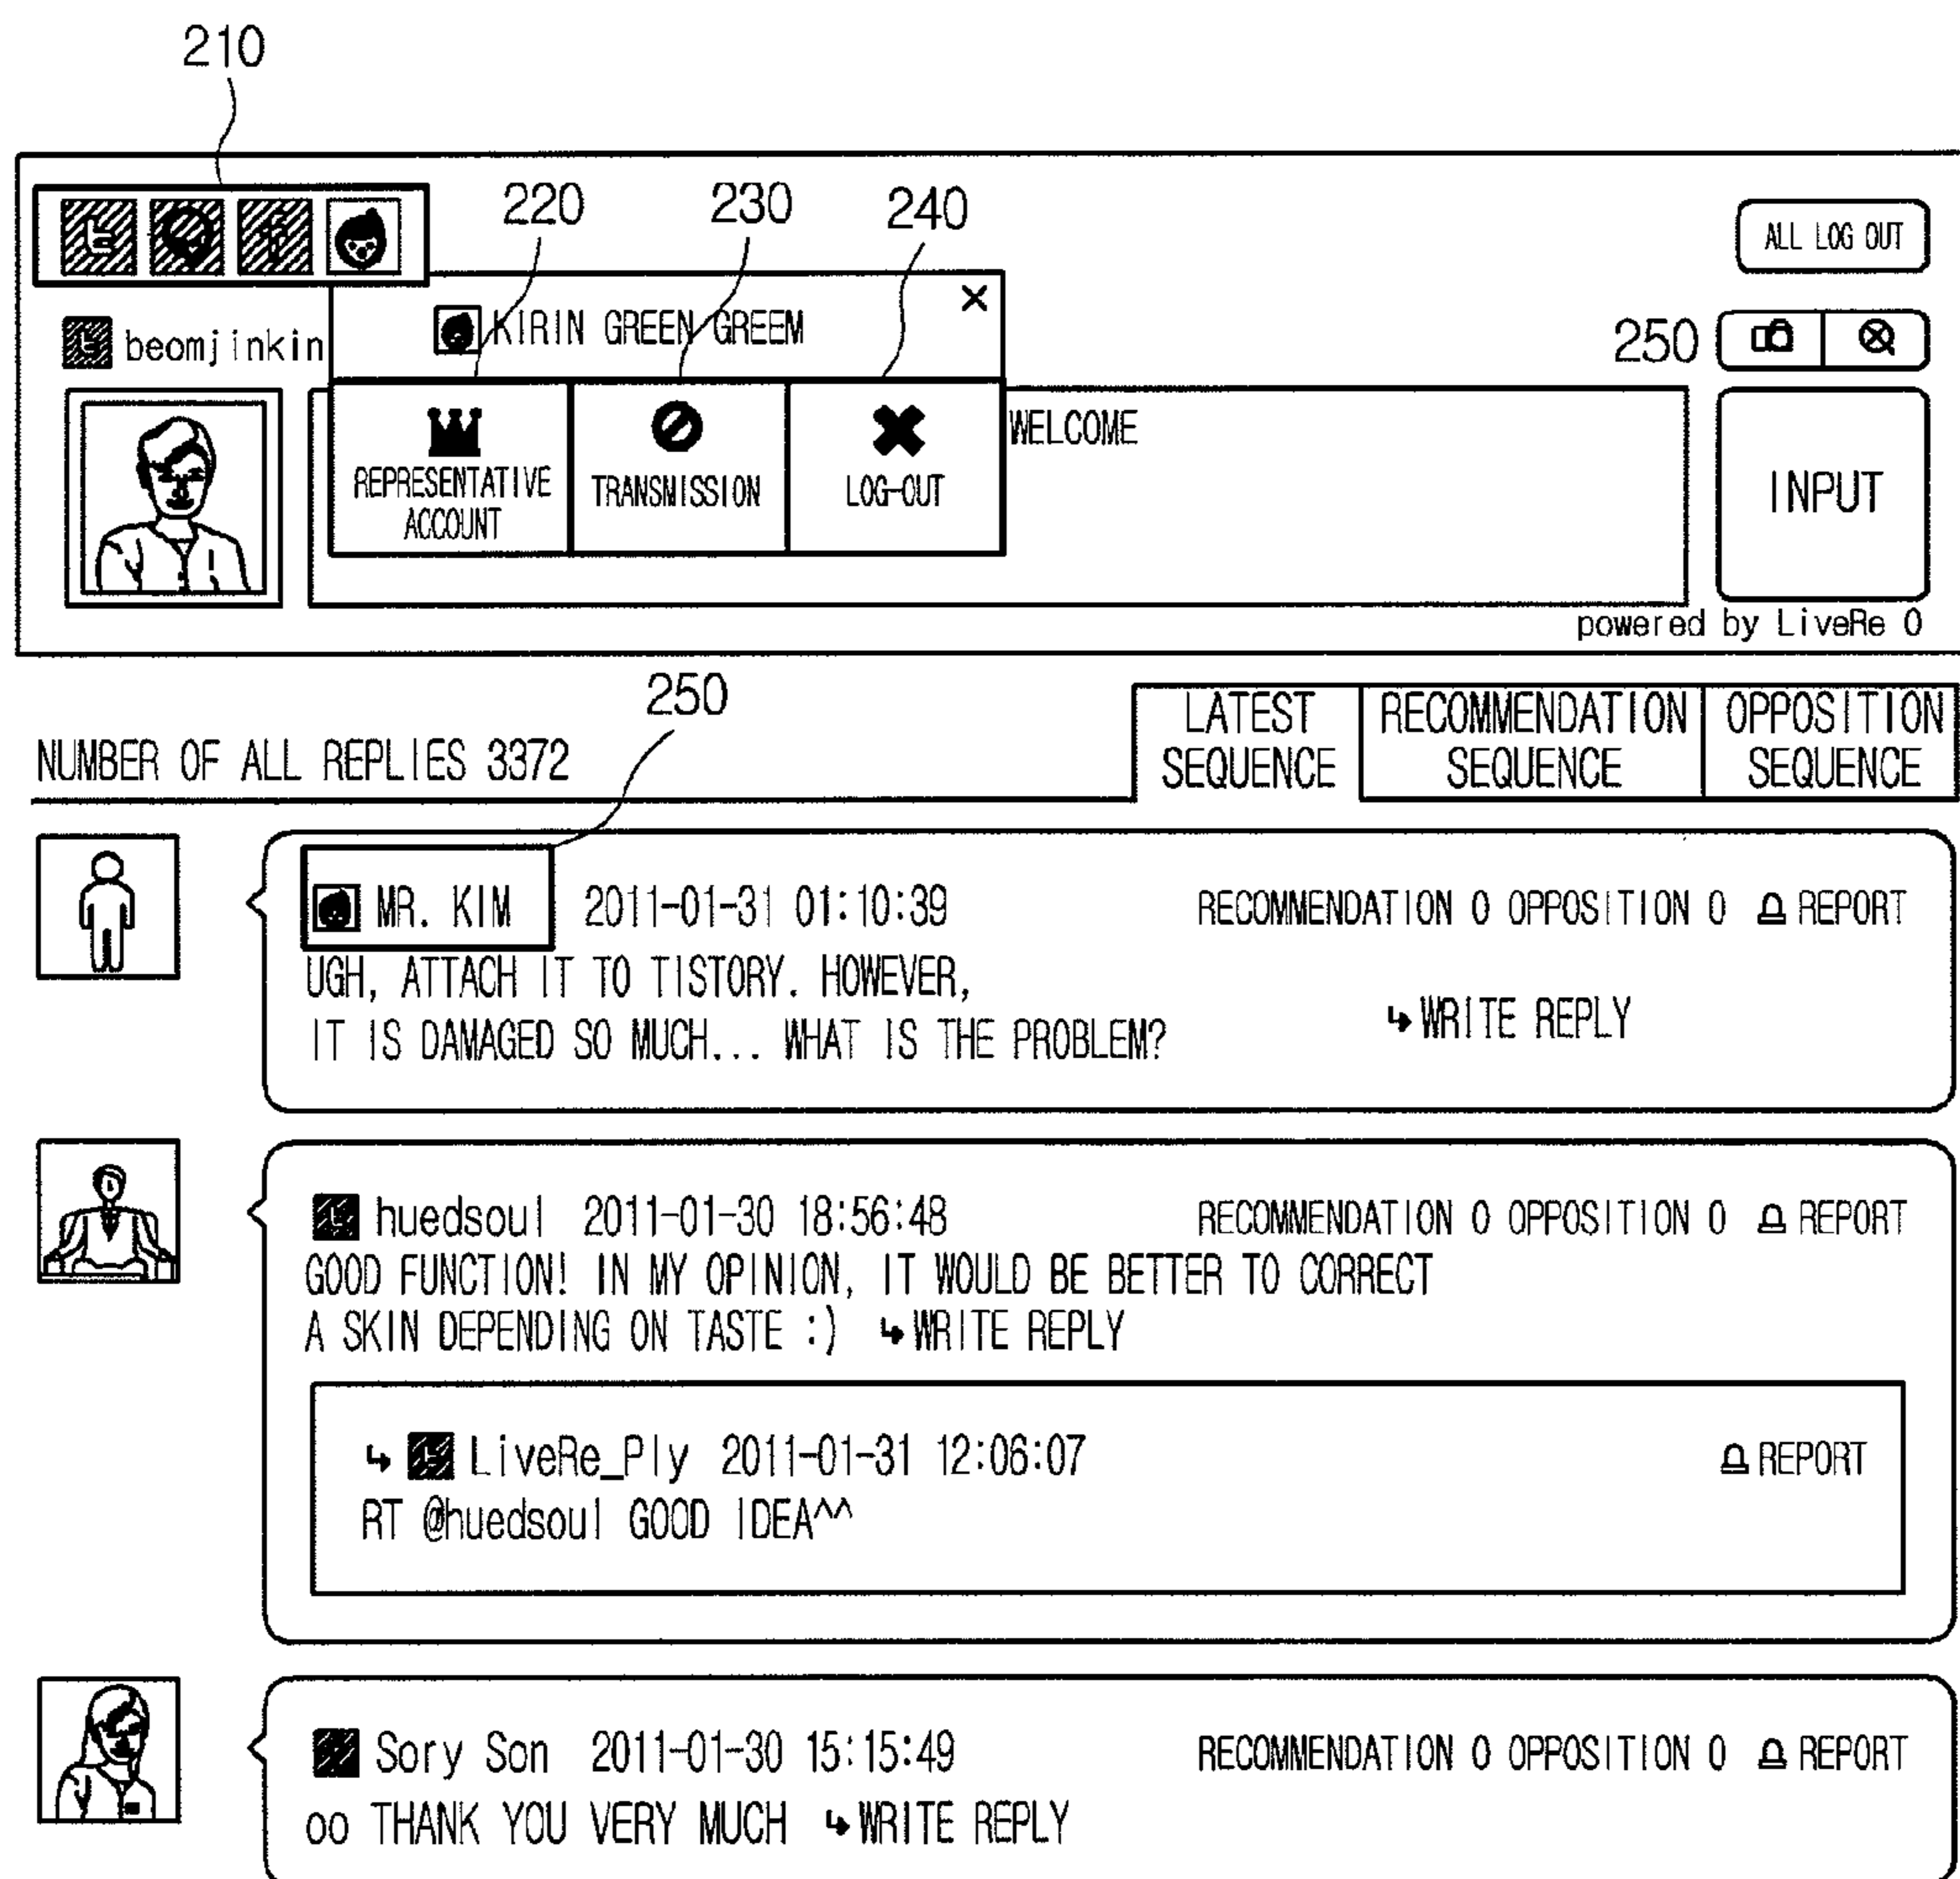 210
220 230 240
ALL LOG OUT
KIRIN GREEN GREEM
beomjinkin
250
REPRESENTATIVE
ACCOUNT
TRANSMISSION
LOG-OUT
WELCOME
INPUT
powered by LiveRe 0
250
NUMBER OF ALL REPLIES 3372
LATEST
SEQUENCE
RECOMMENDATION
SEQUENCE
OPPOSITION
SEQUENCE
MR. KIM 2011-01-31 01:10:39 RECOMMENDATION 0 OPPOSITION 0 REPORT
UGH, ATTACH IT TO TISTORY. HOWEVER,
IT IS DAMAGED SO MUCH... WHAT IS THE PROBLEM?
↳ WRITE REPLY
huedsoul 2011-01-30 18:56:48 RECOMMENDATION 0 OPPOSITION 0 REPORT
GOOD FUNCTION! IN MY OPINION, IT WOULD BE BETTER TO CORRECT
A SKIN DEPENDING ON TASTE :) ↳ WRITE REPLY
↳ LiveRe_Ply 2011-01-31 12:06:07 REPORT
RT @huedsoul GOOD IDEA^^
Sory Son 2011-01-30 15:15:49 RECOMMENDATION 0 OPPOSITION 0 REPORT
oo THANK YOU VERY MUCH ↳ WRITE REPLY